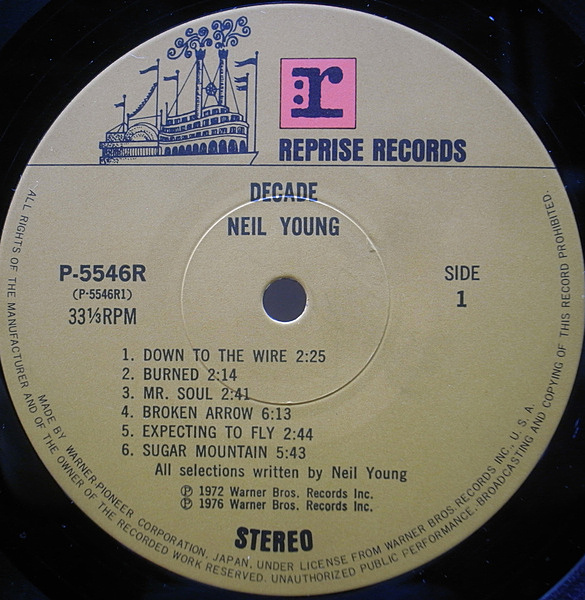 r
REPRISE RECORDS
DECADE
NEIL YOUNG
P-5546R
(P-5546R1)
33⅓RPM
SIDE
1
1. DOWN TO THE WIRE 2:25
2. BURNED 2:14
3. MR. SOUL 2:41
4. BROKEN ARROW 6:13
5. EXPECTING TO FLY 2:44
6. SUGAR MOUNTAIN 5:43
All selections written by Neil Young
℗ 1972 Warner Bros. Records Inc.
℗ 1976 Warner Bros. Records Inc.
STEREO
MADE BY WARNER-PIONEER CORPORATION, JAPAN, UNDER LICENSE FROM WARNER BROS. RECORDS INC., U. S. A.
ALL RIGHTS OF THE MANUFACTURER AND OF THE OWNER OF THE RECORDED WORK RESERVED. UNAUTHORIZED PUBLIC PERFORMANCE, BROADCASTING AND COPYING OF THIS RECORD PROHIBITED.